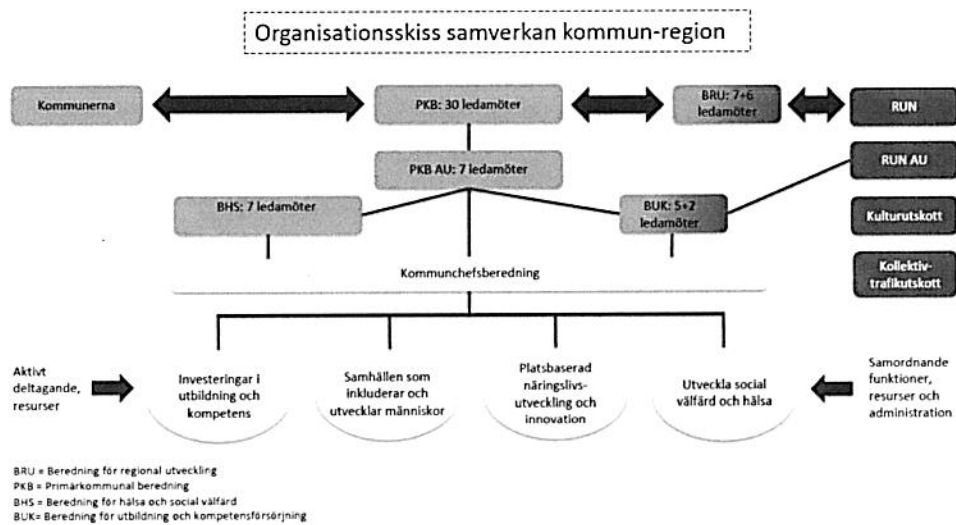 Organisationsskiss samverkan kommun-region
Kommunerna
PKB: 30 ledamöter
BRU: 7+6
ledamöter
RUN
PKB AU: 7 ledamöter
RUN AU
BHS: 7 ledamöter
BUK: 5+2
ledamöter
Kulturutskott
Kommunchefsberedning
Kollektiv-
trafikutskott
Aktivt
deltagande,
resurser
Investeringar i
utbildning och
kompetens
Samhällen som
inkluderar och
utvecklar människor
Platsbaserad
näringslivs-
utveckling och
innovation
Utveckla social
välfärd och hälsa
Samordnande
funktioner,
resurser och
administration
BRU = Beredning för regional utveckling
PKB = Primärkommunal beredning
BHS = Beredning för hälsa och social välfärd
BUK= Beredning för utbildning och kompetensförsörjning